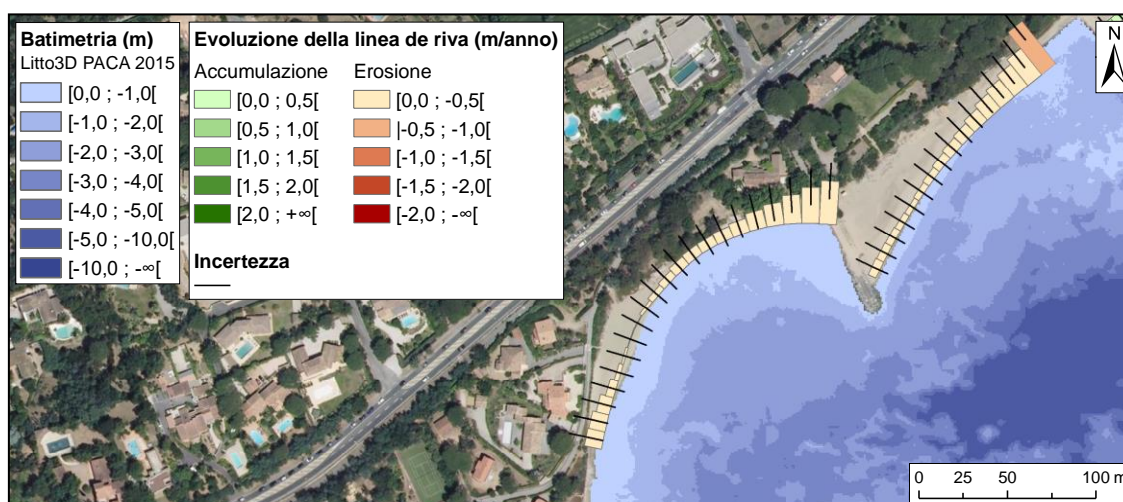 Batimetria (m)
Litto3D PACA 2015
[0,0 ; -1,0[
[-1,0 ; -2,0[
[-2,0 ; -3,0[
[-3,0 ; -4,0[
[-4,0 ; -5,0[
[-5,0 ; -10,0[
[-10,0 ; -∞[
Evoluzione della linea de riva (m/anno)
Accumulazione
[0,0 ; 0,5[
[0,5 ; 1,0[
[1,0 ; 1,5[
[1,5 ; 2,0[
[2,0 ; +∞[
Erosione
[0,0 ; -0,5[
|-0,5 ; -1,0[
[-1,0 ; -1,5[
[-1,5 ; -2,0[
[-2,0 ; -∞[
Incertezza
N
0 25 50 100 m